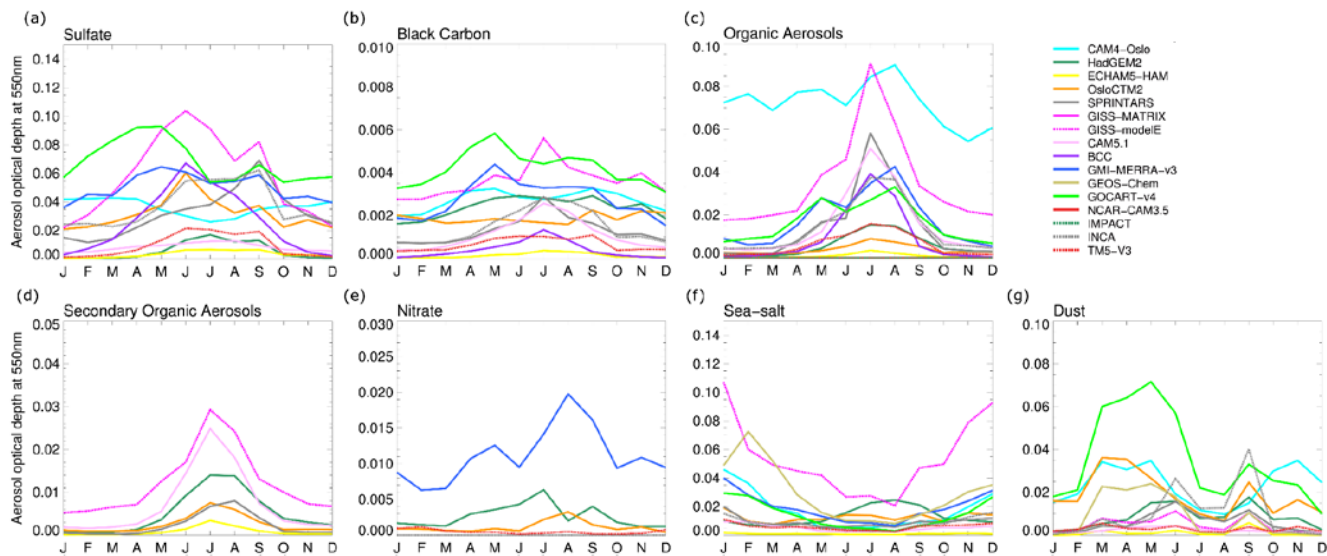 (a) Sulfate
(b) Black Carbon
(c) Organic Aerosols
Aerosol optical depth at 550nm
0.14
0.12
0.10
0.08
0.06
0.04
0.02
0.00
J F M A M J J A S O N D
0.010
0.008
0.006
0.004
0.002
0.000
J F M A M J J A S O N D
0.10
0.08
0.06
0.04
0.02
0.00
J F M A M J J A S O N D
CAM4-Oslo
HadGEM2
ECHAM5-HAM
OsloCTM2
SPRINTARS
GISS-MATRIX
GISS-modelE
CAM5.1
BCC
GMI-MERRA-v3
GEOS-Chem
GOCART-v4
NCAR-CAM3.5
IMPACT
INCA
TM5-V3
(d) Secondary Organic Aerosols
(e) Nitrate
(f) Sea-salt
(g) Dust
Aerosol optical depth at 550nm
0.05
0.04
0.03
0.02
0.01
0.00
J F M A M J J A S O N D
0.030
0.025
0.020
0.015
0.010
0.005
0.000
J F M A M J J A S O N D
0.14
0.12
0.10
0.08
0.06
0.04
0.02
0.00
J F M A M J J A S O N D
0.10
0.08
0.06
0.04
0.02
0.00
J F M A M J J A S O N D